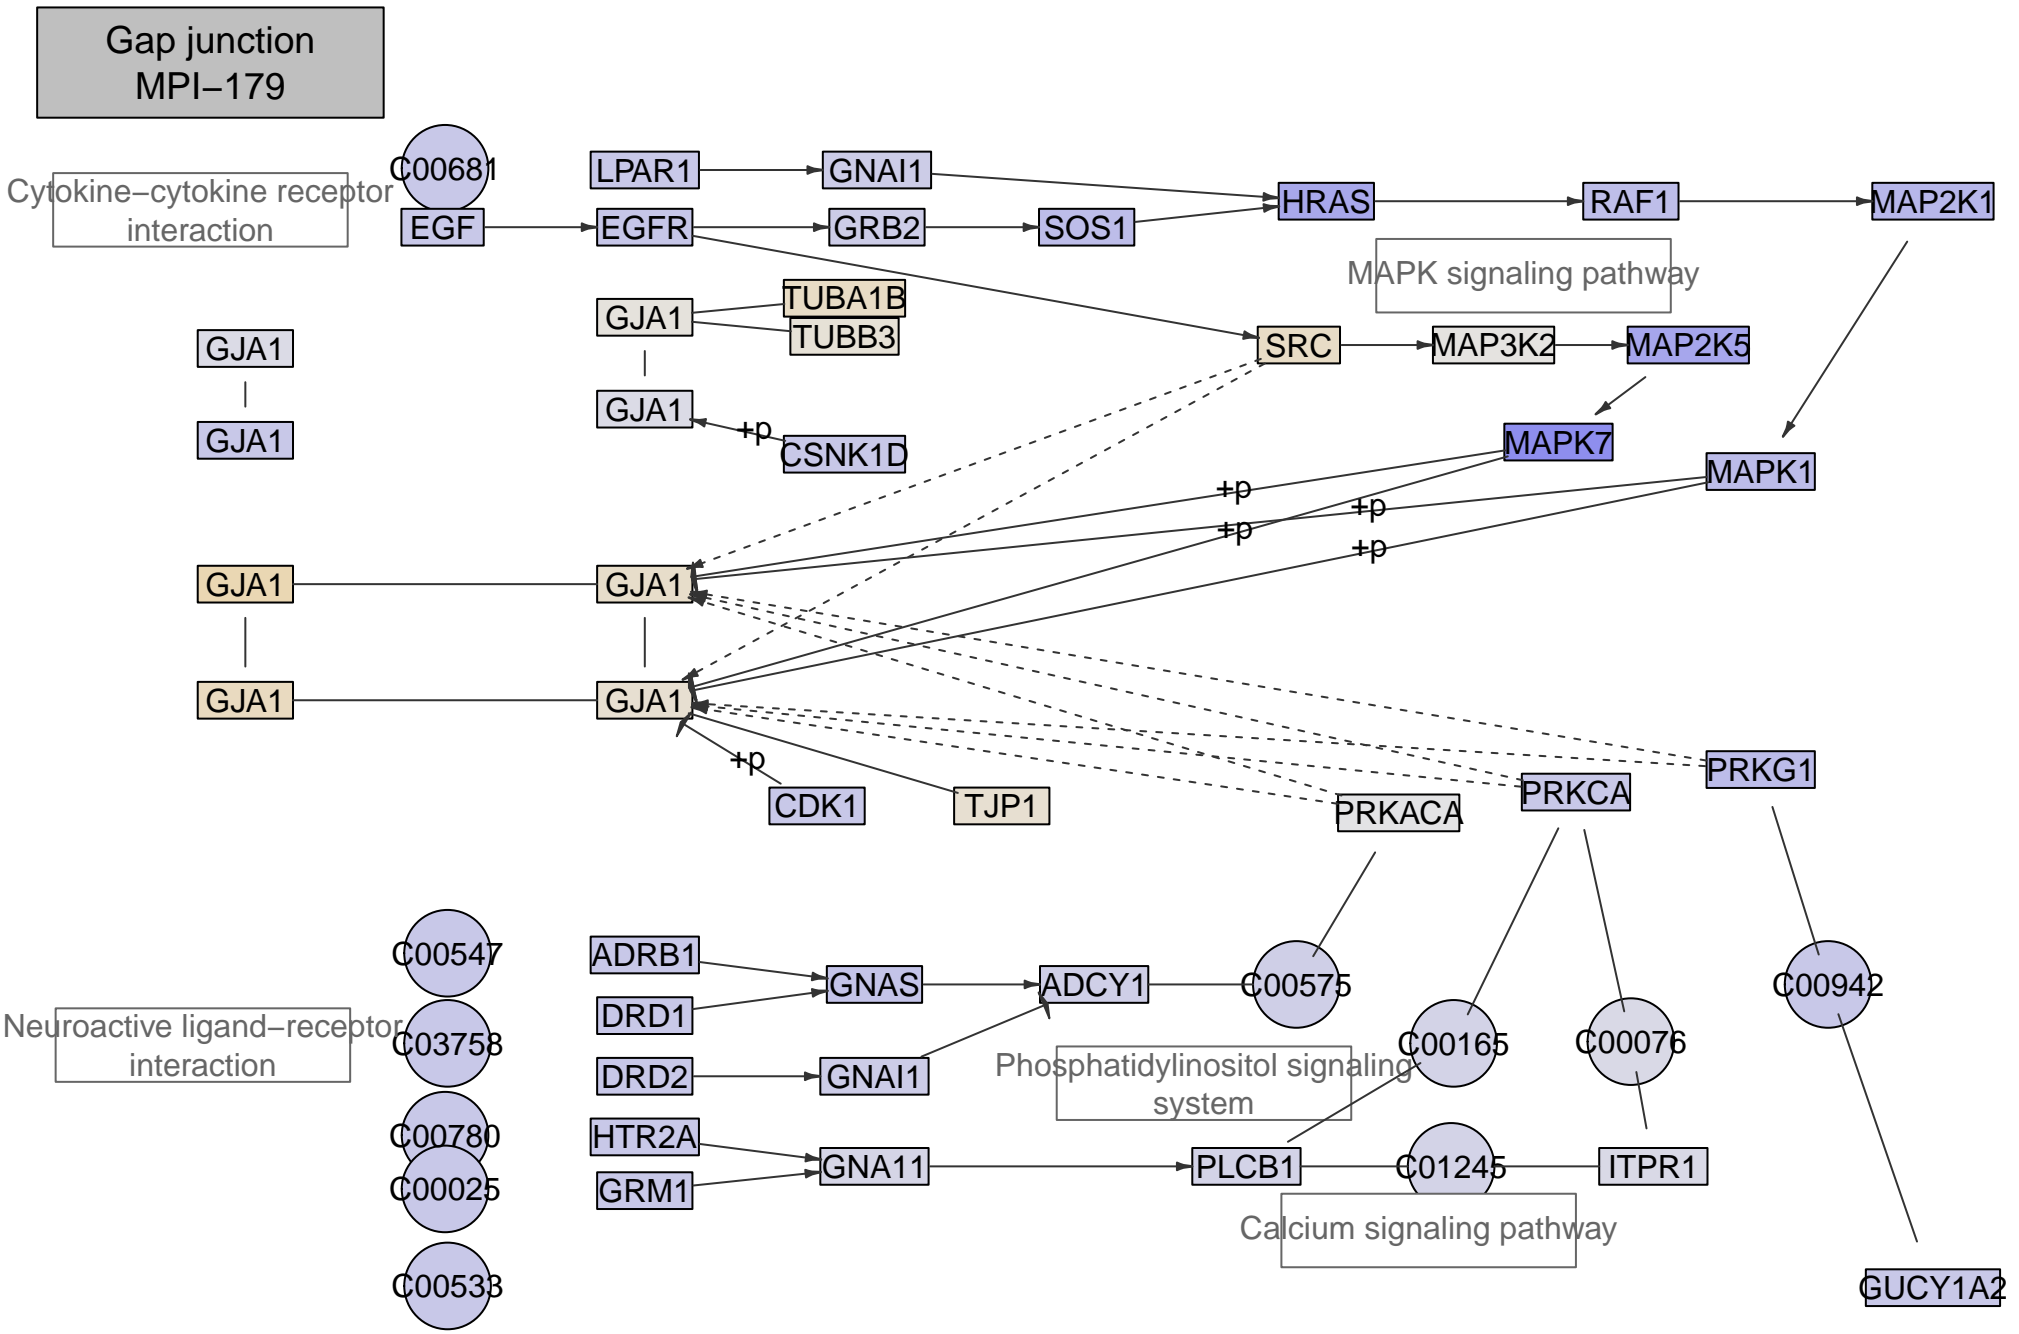 Gap junction
MPI−179
C00681
LPAR1
GNAI1
Cytokine−cytokine receptor
interaction
HRAS
RAF1
MAP2K1
EGF
EGFR
GRB2
SOS1
MAPK signaling pathway
TUBA1B
GJA1
TUBB3
GJA1
SRC
MAP3K2
MAP2K5
GJA1
+p
CSNK1D
GJA1
MAPK7
MAPK1
+p
+p
+p
+p
GJA1
GJA1
GJA1
GJA1
+p
CDK1
TJP1
PRKACA
PRKCA
PRKG1
C00547
ADRB1
GNAS
ADCY1
C00575
C00942
DRD1
Neuroactive ligand−receptor
interaction
C03758
C00165
C00076
DRD2
GNAI1
Phosphatidylinositol signaling
system
C00780
HTR2A
GNA11
PLCB1
C01245
ITPR1
C00025
GRM1
Calcium signaling pathway
C00533
GUCY1A2